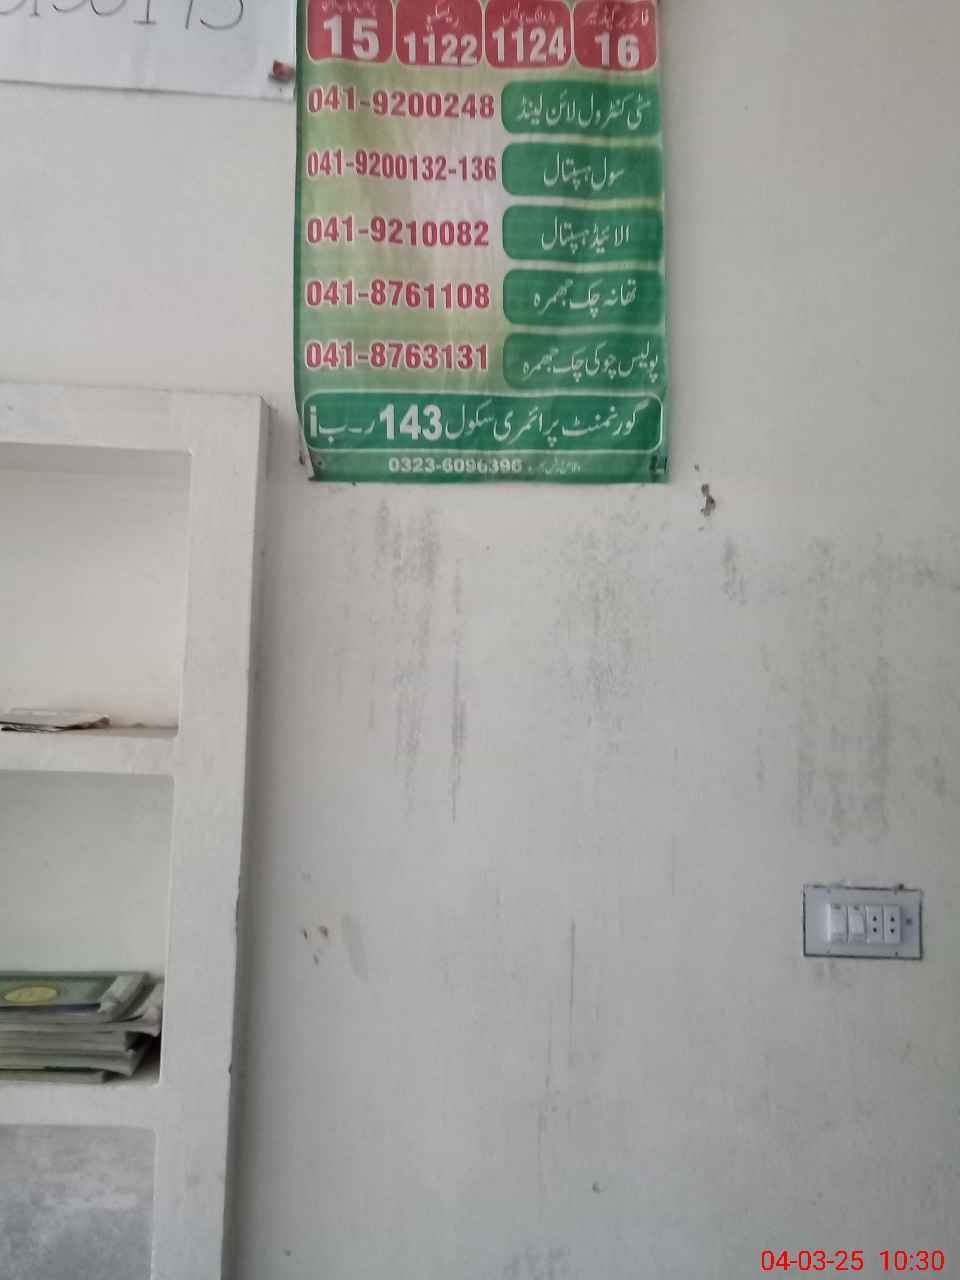 ریسکیو
15 1122 1124 16
041-9200248 سٹی کنٹرول لائن لینڈ
041-9200132-136 سول ہسپتال
041-9210082 الائیڈ ہسپتال
041-8761108 تھانہ چک جھمرہ
041-8763131 پولیس چوکی چک جھمرہ
گورنمنٹ پرائمری سکول 143 ر۔ب i
0323-6096396
04-03-25 10:30